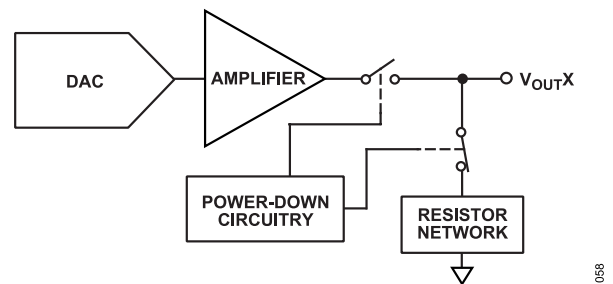 DAC
AMPLIFIER
VOUTX
POWER-DOWN
CIRCUITRY
RESISTOR
NETWORK
058